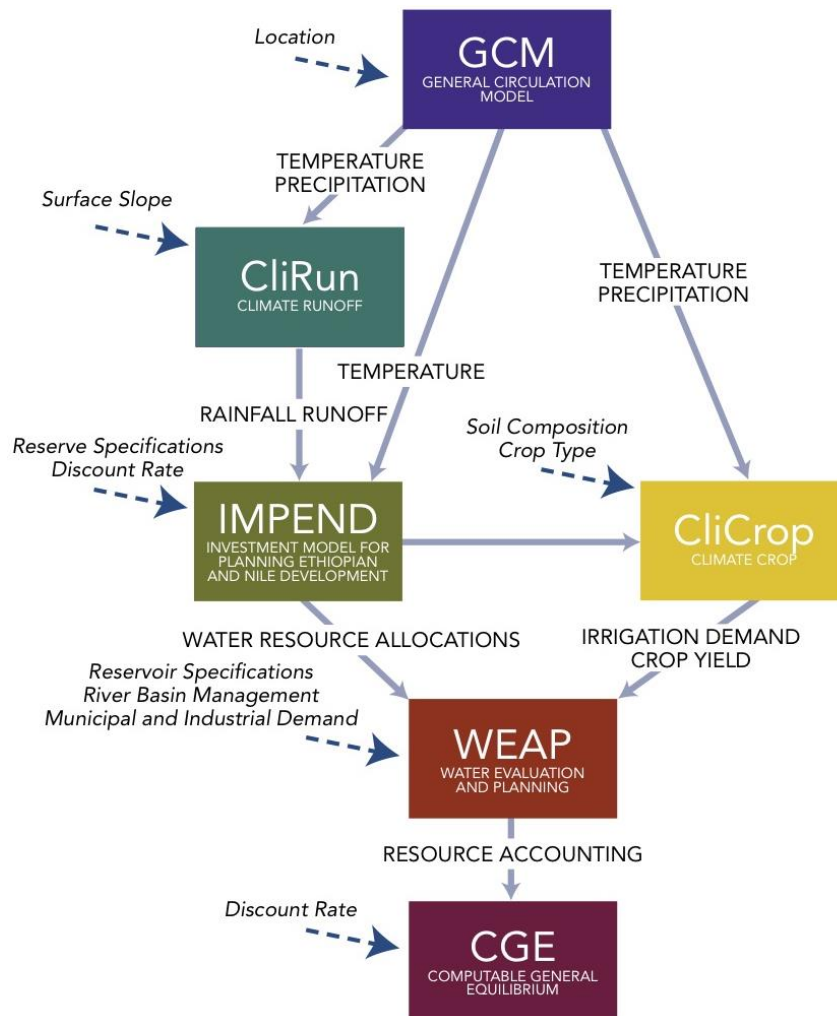 Location
GCM
GENERAL CIRCULATION
MODEL
TEMPERATURE
PRECIPITATION
Surface Slope
CliRun
CLIMATE RUNOFF
TEMPERATURE
PRECIPITATION
TEMPERATURE
RAINFALL RUNOFF
Reserve Specifications
Discount Rate
Soil Composition
Crop Type
IMPEND
INVESTMENT MODEL FOR
PLANNING ETHIOPIAN
AND NILE DEVELOPMENT
CliCrop
CLIMATE CROP
WATER RESOURCE ALLOCATIONS
IRRIGATION DEMAND
CROP YIELD
Reservoir Specifications
River Basin Management
Municipal and Industrial Demand
WEAP
WATER EVALUATION
AND PLANNING
RESOURCE ACCOUNTING
Discount Rate
CGE
COMPUTABLE GENERAL
EQUILIBRIUM